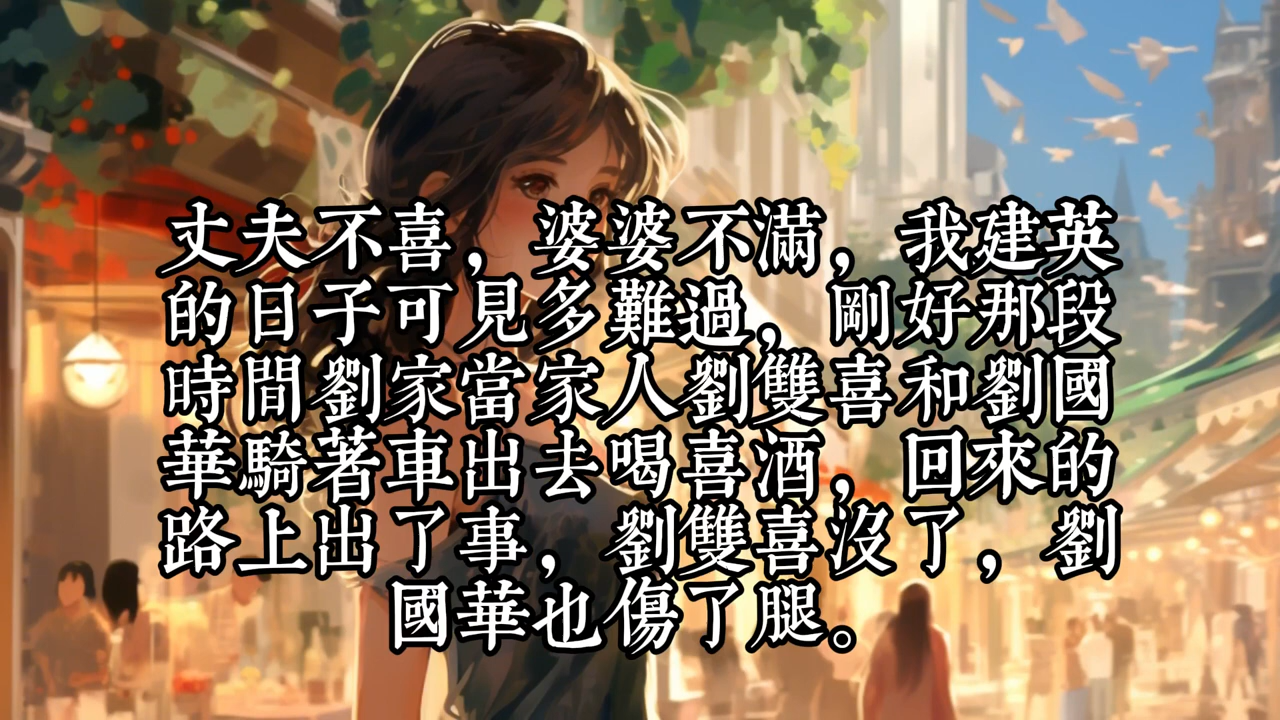 丈夫不喜，婆婆不滿，我建英
的日子可見多難過，剛好那段
時間劉家當家人劉雙喜和劉國
華騎著車出去喝喜酒，回來的
路上出了事，劉雙喜沒了，劉
國華也傷了腿。